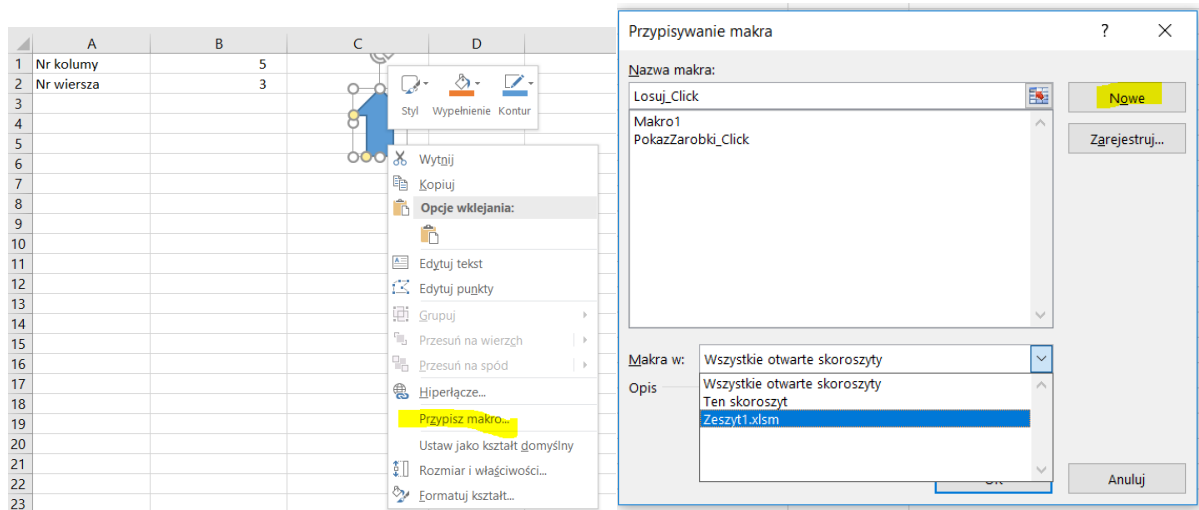 A B C D
1 Nr kolumy 5
2 Nr wiersza 3
3
4
5
6
7
8
9
10
11
12
13
14
15
16
17
18
19
20
21
22
23
Styl Wypełnienie Kontur
Wytnij
Kopiuj
Opcje wklejania:
Edytuj tekst
Edytuj punkty
Grupuj
Przesuń na wierzch
Przesuń na spód
Hiperłącze...
Przypisz makro...
Ustaw jako kształt domyślny
Rozmiar i właściwości...
Formatuj kształt...
Przypisywanie makra ?
Nazwa makra:
Losuj_Click
Nowe
Makro1
PokazZarobki_Click
Zarejestruj...
Makra w: Wszystkie otwarte skoroszyty
Opis
Wszystkie otwarte skoroszyty
Ten skoroszyt
Zeszyt1.xlsm
Anuluj